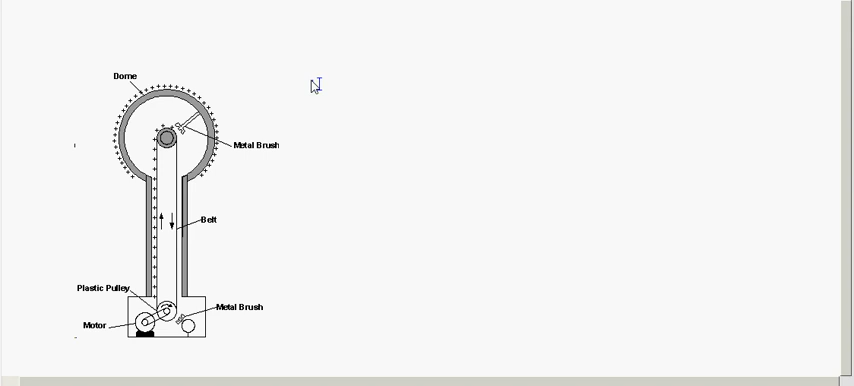 Dome
Metal Brush
Belt
Plastic Pulley
Metal Brush
Motor